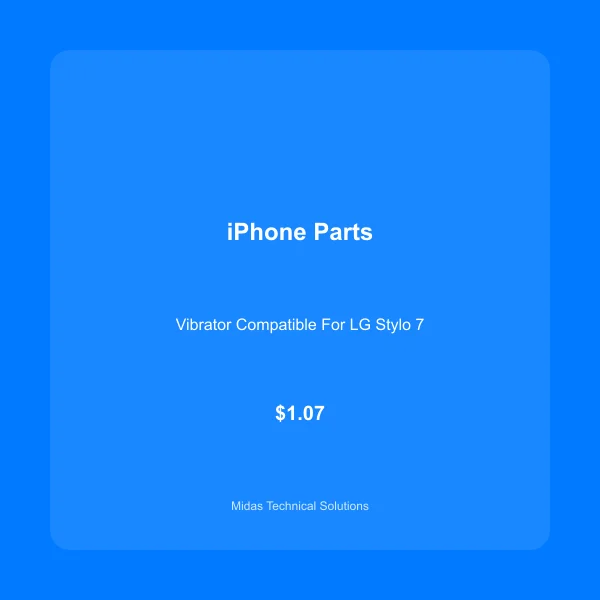 iPhone Parts
Vibrator Compatible For LG Stylo 7
$1.07
Midas Technical Solutions